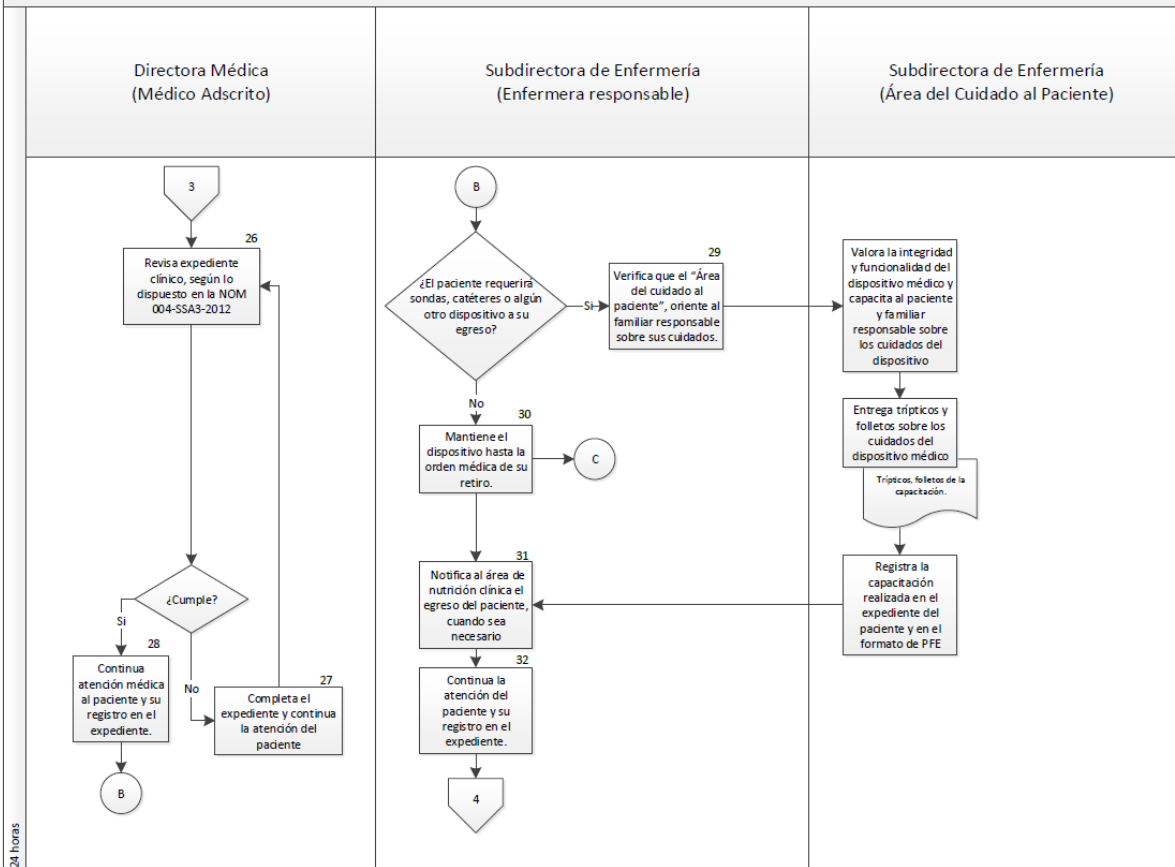 Directora Médica
(Médico Adscrito)
Subdirectora de Enfermería
(Enfermera responsable)
Subdirectora de Enfermería
(Área del Cuidado al Paciente)
3
26
Revisa expediente
clínico, según lo
dispuesto en la NOM
004-SSA3-2012
¿Cumple?
Si
No
28
Continua
atención médica
al paciente y su
registro en el
expediente.
27
Completa el
expediente y continua
la atención del
paciente
B
B
¿El paciente requerirá
sondas, catéteres o algún
otro dispositivo a su
egreso?
Si
No
29
Verifica que el “Área
del cuidado al
paciente”, oriente al
familiar responsable
sobre sus cuidados.
30
Mantiene el
dispositivo hasta la
orden médica de su
retiro.
C
31
Notifica al área de
nutrición clínica el
egreso del paciente,
cuando sea
necesario
32
Continua la
atención del
paciente y su
registro en el
expediente.
4
Valora la integridad
y funcionalidad del
dispositivo médico y
capacita al paciente
y familiar
responsable sobre
los cuidados del
dispositivo
Entrega trípticos y
folletos sobre los
cuidados del
dispositivo médico
Trípticos, folletos de la
capacitación.
Registra la
capacitación
realizada en el
expediente del
paciente y en el
formato de PFE
24 horas